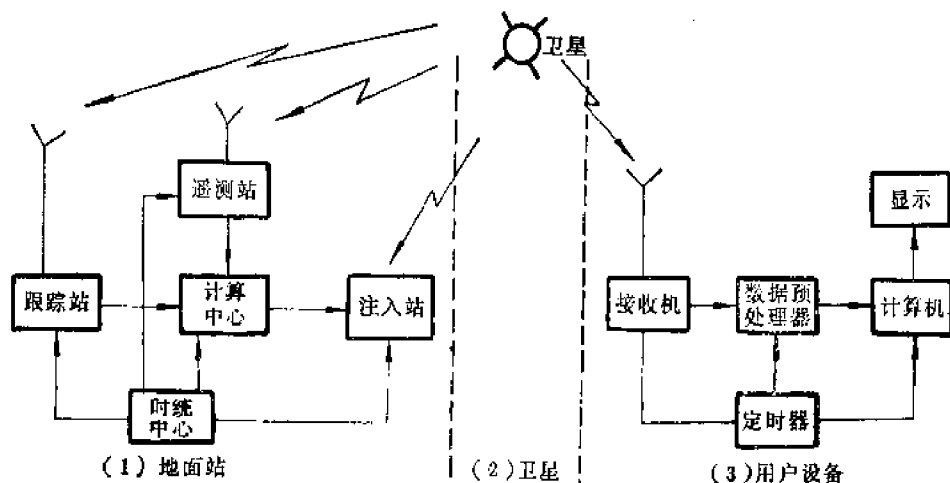 卫星
遥测站
显示
跟踪站
计算
中心
注入站
接收机
数据预
处理器
计算机
时统
中心
定时器
(1)地面站
(2)卫星
(3)用户设备